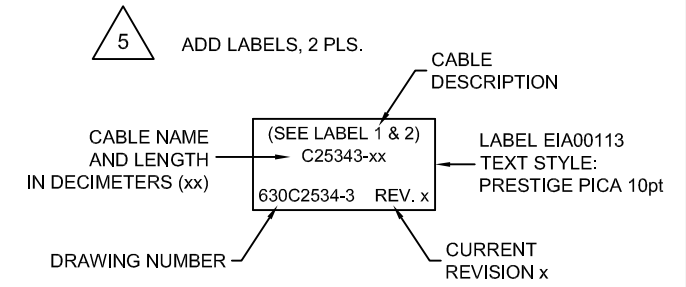 5
ADD LABELS, 2 PLS.
CABLE
DESCRIPTION
CABLE NAME
AND LENGTH
IN DECIMETERS (xx)
(SEE LABEL 1 & 2)
C25343-xx
630C2534-3 REV. x
LABEL EIA00113
TEXT STYLE:
PRESTIGE PICA 10pt
DRAWING NUMBER
CURRENT
REVISION x